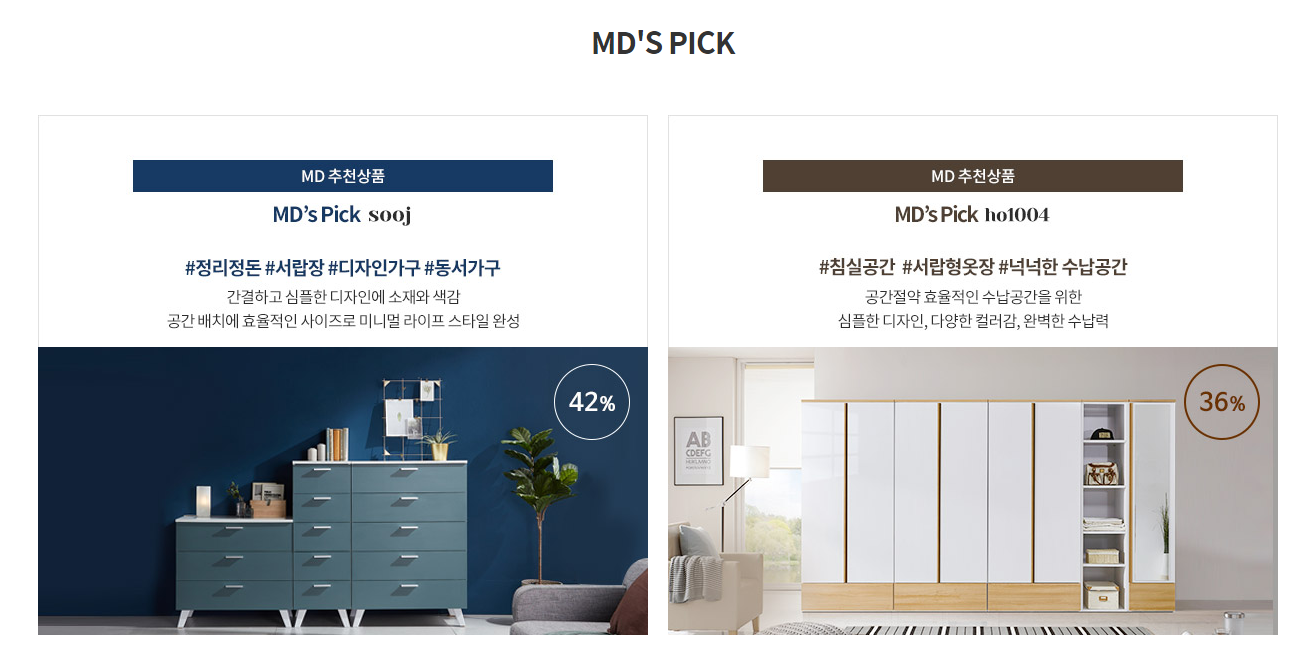 MD'S PICK
MD 추천상품
MD’s Pick sooj
#정리정돈 #서랍장 #디자인가구 #동서가구
간결하고 심플한 디자인에 소재와 색감
공간 배치에 효율적인 사이즈로 미니멀 라이프 스타일 완성
42%
MD 추천상품
MD’s Pick ho1004
#침실공간 #서랍형옷장 #넉넉한 수납공간
공간절약 효율적인 수납공간을 위한
심플한 디자인, 다양한 컬러감, 완벽한 수납력
36%
AB
CDEFG